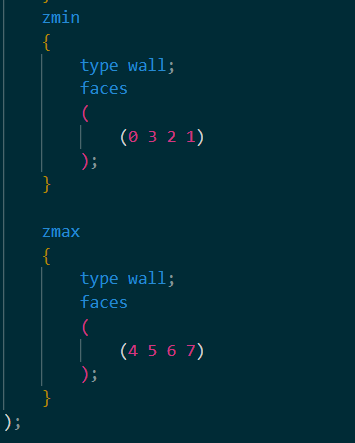 zmin
{
type wall;
faces
(
(0 3 2 1)
);
}
zmax
{
type wall;
faces
(
(4 5 6 7)
);
}
);